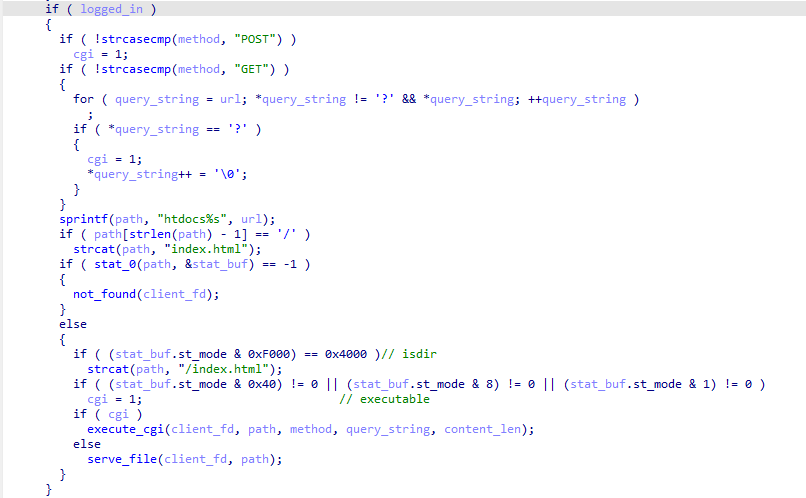 if ( logged_in )
{
if ( !strcasecmp(method, "POST") )
cgi = 1;
if ( !strcasecmp(method, "GET") )
{
for ( query_string = url; *query_string != '?' && *query_string; ++query_string )
;
if ( *query_string == '?' )
{
cgi = 1;
*query_string++ = '\0';
}
}
sprintf(path, "htdocs%s", url);
if ( path[strlen(path) - 1] == '/' )
strcat(path, "index.html");
if ( stat_0(path, &stat_buf) == -1 )
{
not_found(client_fd);
}
else
{
if ( (stat_buf.st_mode & 0xF000) == 0x4000 )// isdir
strcat(path, "/index.html");
if ( (stat_buf.st_mode & 0x40) != 0 || (stat_buf.st_mode & 8) != 0 || (stat_buf.st_mode & 1) != 0 )
cgi = 1; // executable
if ( cgi )
execute_cgi(client_fd, path, method, query_string, content_len);
else
serve_file(client_fd, path);
}
}